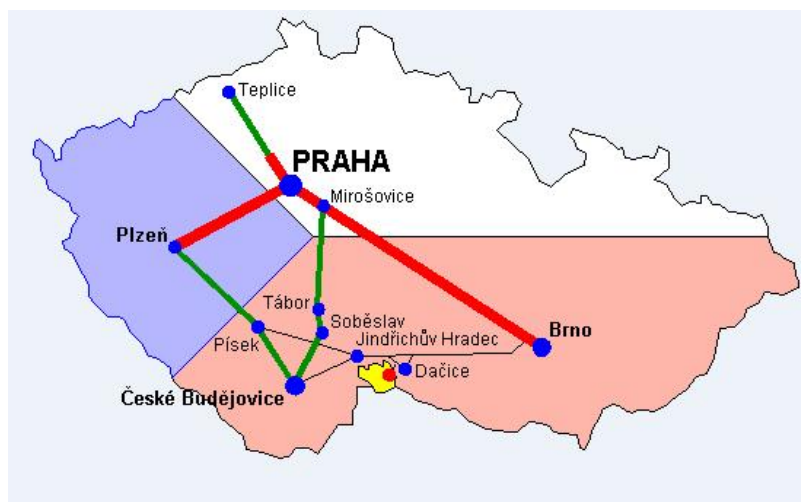 Teplice
PRAHA
Mirošovice
Plzeň
Tábor
Soběslav
Písek
Jindřichův Hradec
Brno
Dačice
České Budějovice